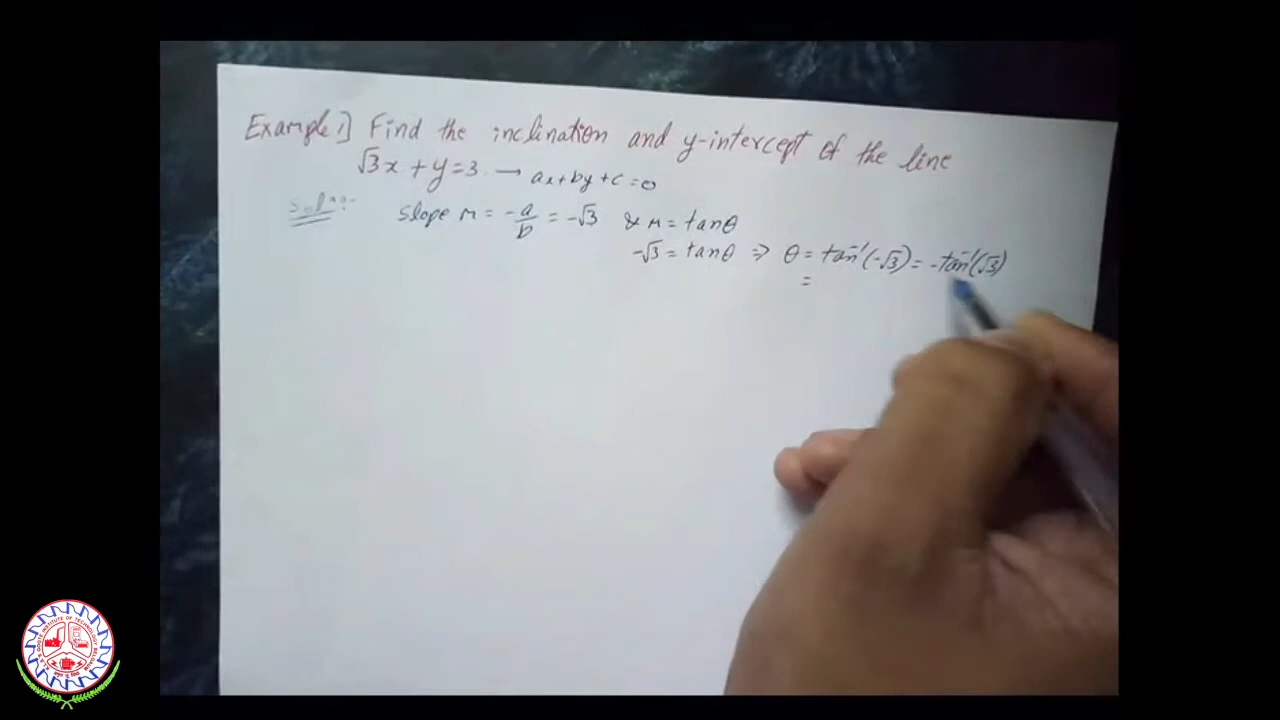 Example 1] Find the inclination and y-intercept of the line
√3x + y = 3 → ax + by + c = 0
Soln:- slope m = -a/b = -√3 & m = tanθ
-√3 = tanθ ⇒ θ = tan⁻¹(-√3) = -tan⁻¹(√3)
=